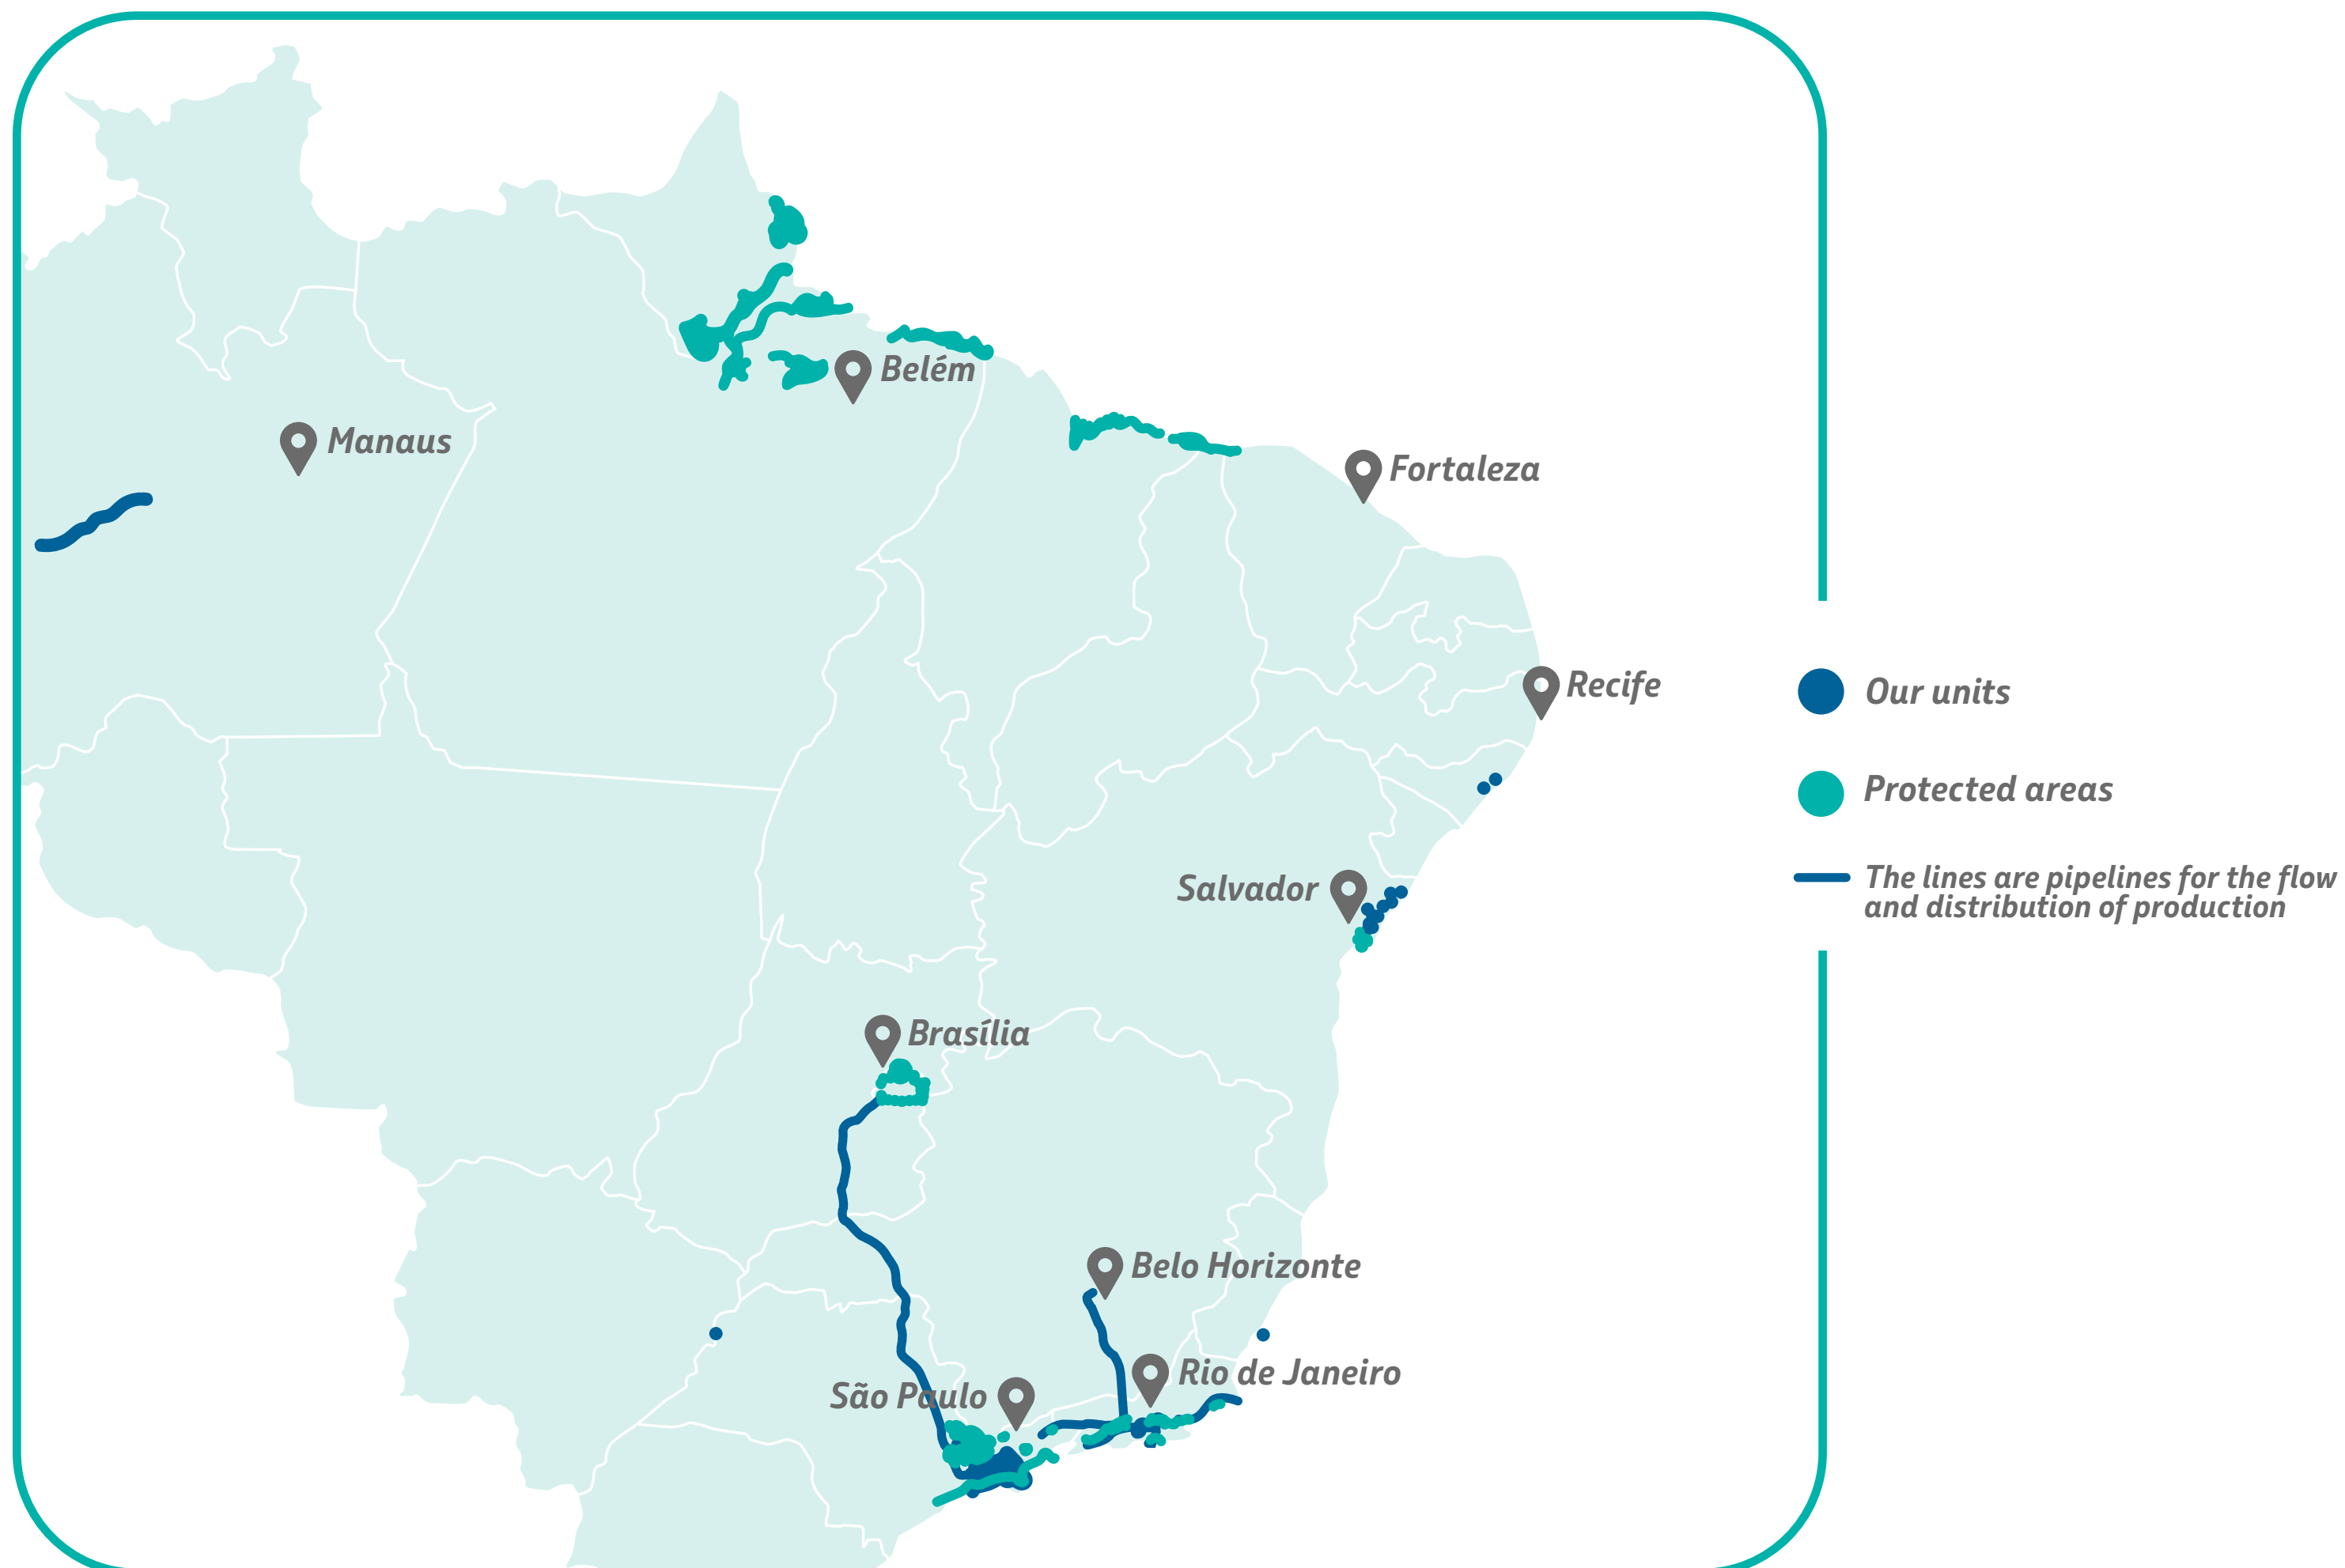 Belém
Manaus
Fortaleza
Recife
Our units
Protected areas
The lines are pipelines for the flow
and distribution of production
Salvador
Brasília
Belo Horizonte
Rio de Janeiro
São Paulo